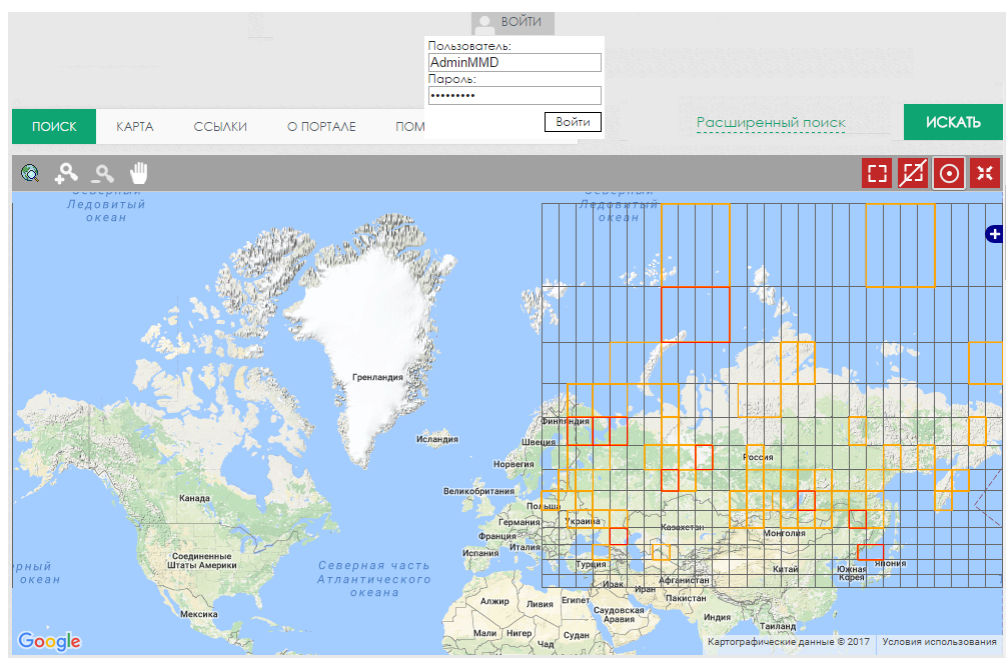 ВОЙТИ
Пользователь:
AdminMMD
Пароль:
•••••••••
Войти
ПОИСК
КАРТА
ССЫЛКИ
О ПОРТАЛЕ
ПОМ
Расширенный поиск
ИСКАТЬ
Северный
Ледовитый
океан
Северный
Ледовитый
океан
Гренландия
Финляндия
Исландия
Швеция
Россия
Норвегия
Великобритания
Канада
Польша
Германия
Украина
Казахстан
Монголия
Франция
Испания
Италия
Турция
Соединенные
Штаты Америки
Северная часть
Атлантического
океана
рный
океан
Китай
Южная
Корея
Япония
Афганистан
Ирак
Иран
Пакистан
Мексика
Алжир
Ливия
Египет
Саудовская
Аравия
Индия
Таиланд
Мали
Нигер
Чад
Судан
Google
Картографические данные © 2017
Условия использования